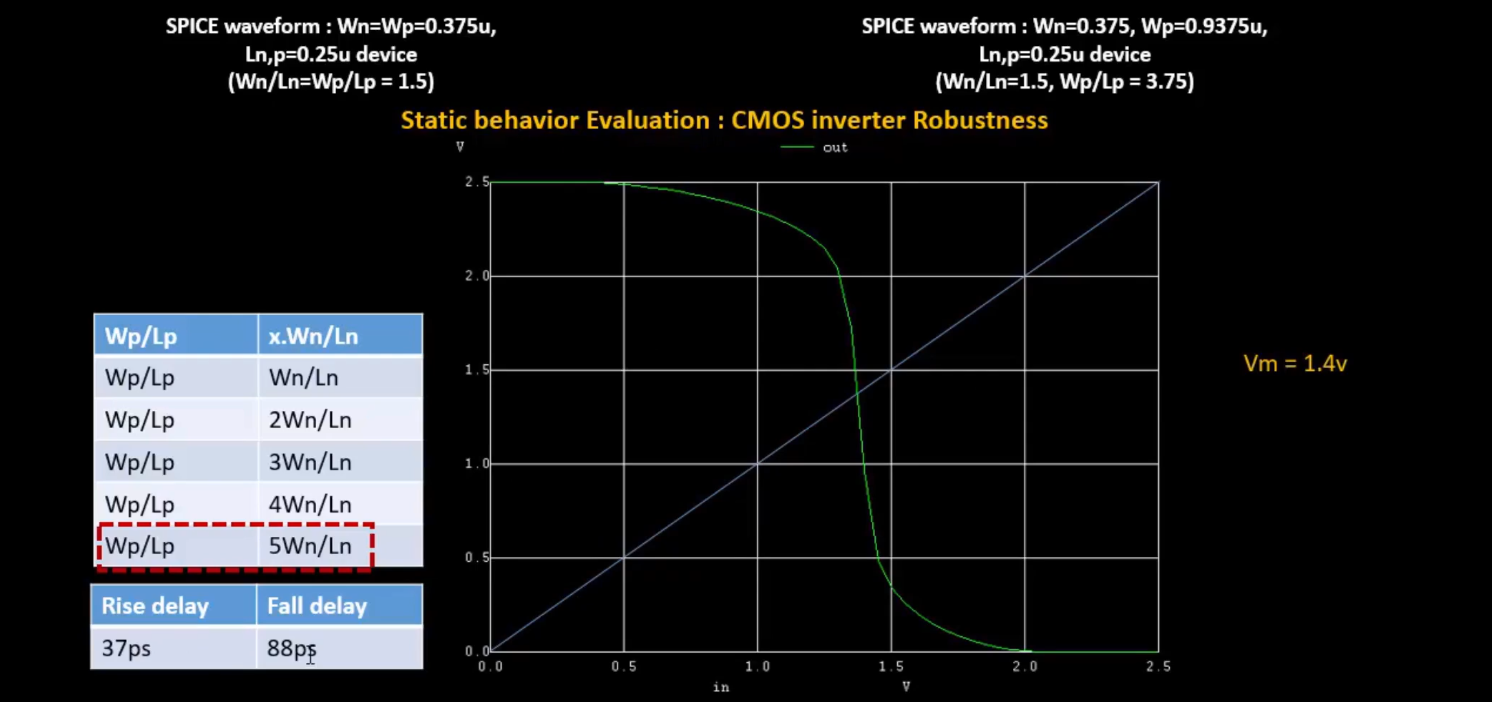 SPICE waveform : Wn=Wp=0.375u,
Ln,p=0.25u device
(Wn/Ln=Wp/Lp = 1.5)
SPICE waveform : Wn=0.375, Wp=0.9375u,
Ln,p=0.25u device
(Wn/Ln=1.5, Wp/Lp = 3.75)
Static behavior Evaluation : CMOS inverter Robustness
V
out
2.5
2.0
1.5
1.0
0.5
0.0
0.0 0.5 1.0 1.5 2.0 2.5
in V
Wp/Lp x.Wn/Ln
Wp/Lp Wn/Ln
Wp/Lp 2Wn/Ln
Wp/Lp 3Wn/Ln
Wp/Lp 4Wn/Ln
Wp/Lp 5Wn/Ln
Rise delay Fall delay
37ps 88ps
Vm = 1.4v